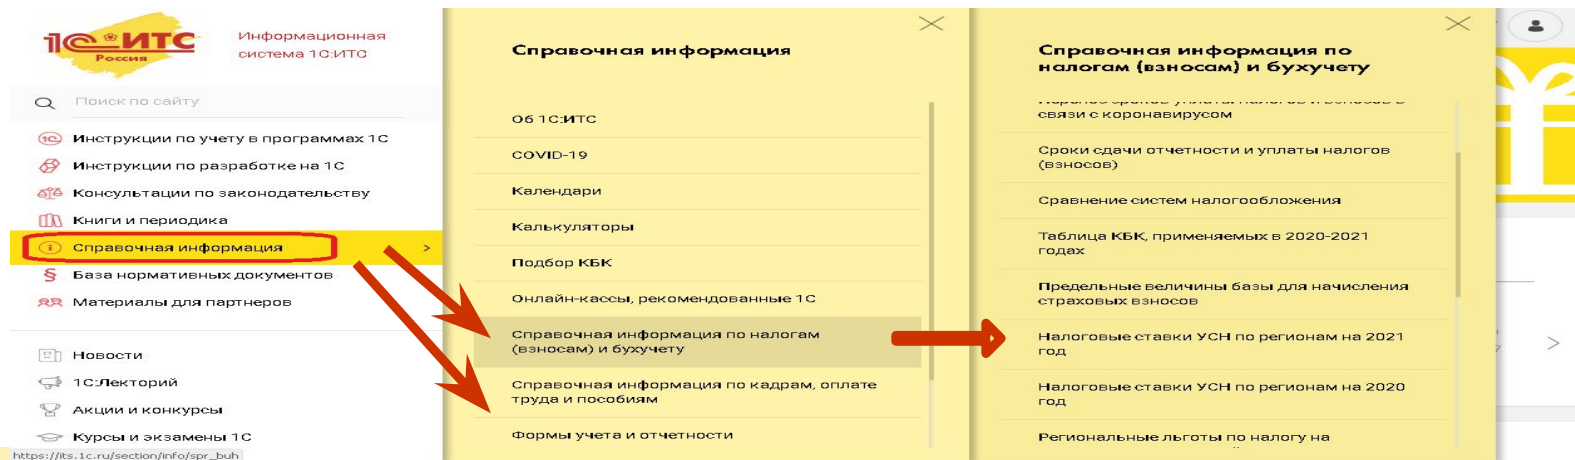 1С ИТС
Россия
Информационная
система 1С:ИТС
Поиск по сайту
Инструкции по учету в программах 1С
Инструкции по разработке на 1С
Консультации по законодательству
Книги и периодика
Справочная информация
База нормативных документов
Материалы для партнеров
Новости
1С:Лекторий
Акции и конкурсы
Курсы и экзамены 1С
https://its.1c.ru/section/info/spr_buh
Справочная информация
Об 1С:ИТС
COVID-19
Календари
Калькуляторы
Подбор КБК
Онлайн-кассы, рекомендованные 1С
Справочная информация по налогам
(взносам) и бухучету
Справочная информация по кадрам, оплате
труда и пособиям
Формы учета и отчетности
Справочная информация по
налогам (взносам) и бухучету
связи с коронавирусом
Сроки сдачи отчетности и уплаты налогов
(взносов)
Сравнение систем налогообложения
Таблица КБК, применяемых в 2020-2021
годах
Предельные величины базы для начисления
страховых взносов
Налоговые ставки УСН по регионам на 2021
год
Налоговые ставки УСН по регионам на 2020
год
Региональные льготы по налогу на